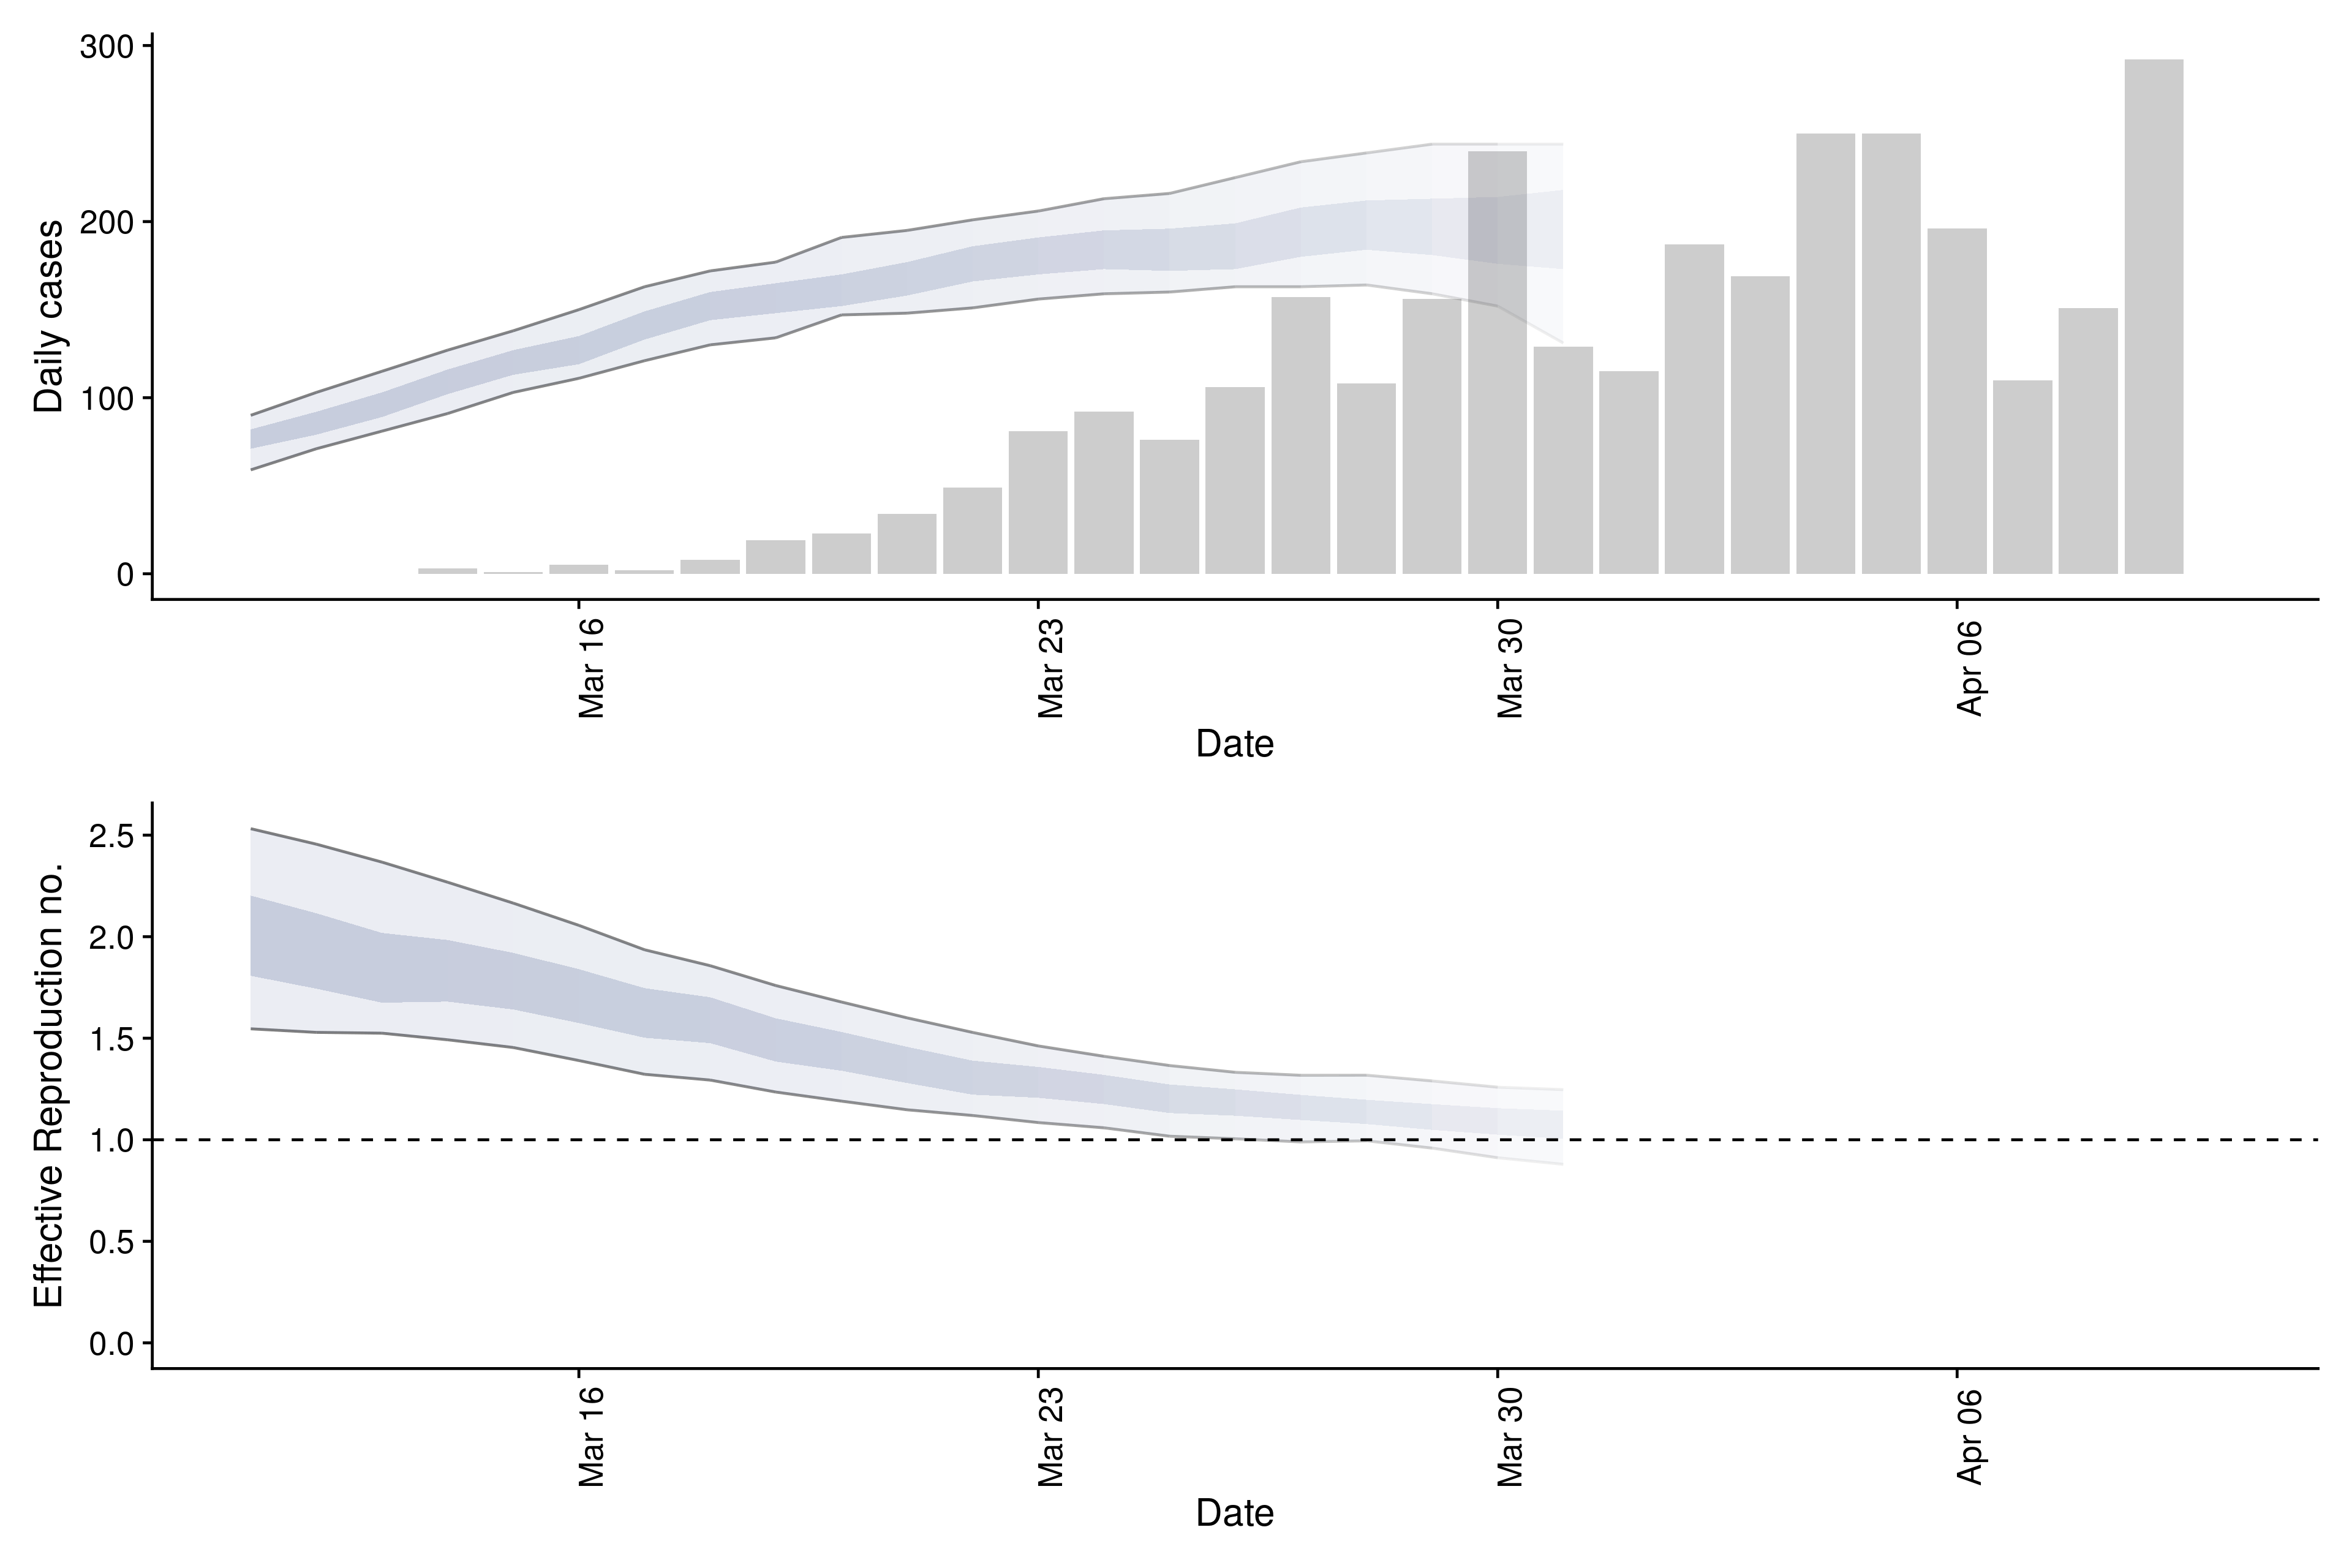 Daily cases
300
200
100
0
Mar 16
Mar 23
Mar 30
Apr 06
Date
Effective Reproduction no.
2.5
2.0
1.5
1.0
0.5
0.0
Mar 16
Mar 23
Mar 30
Apr 06
Date